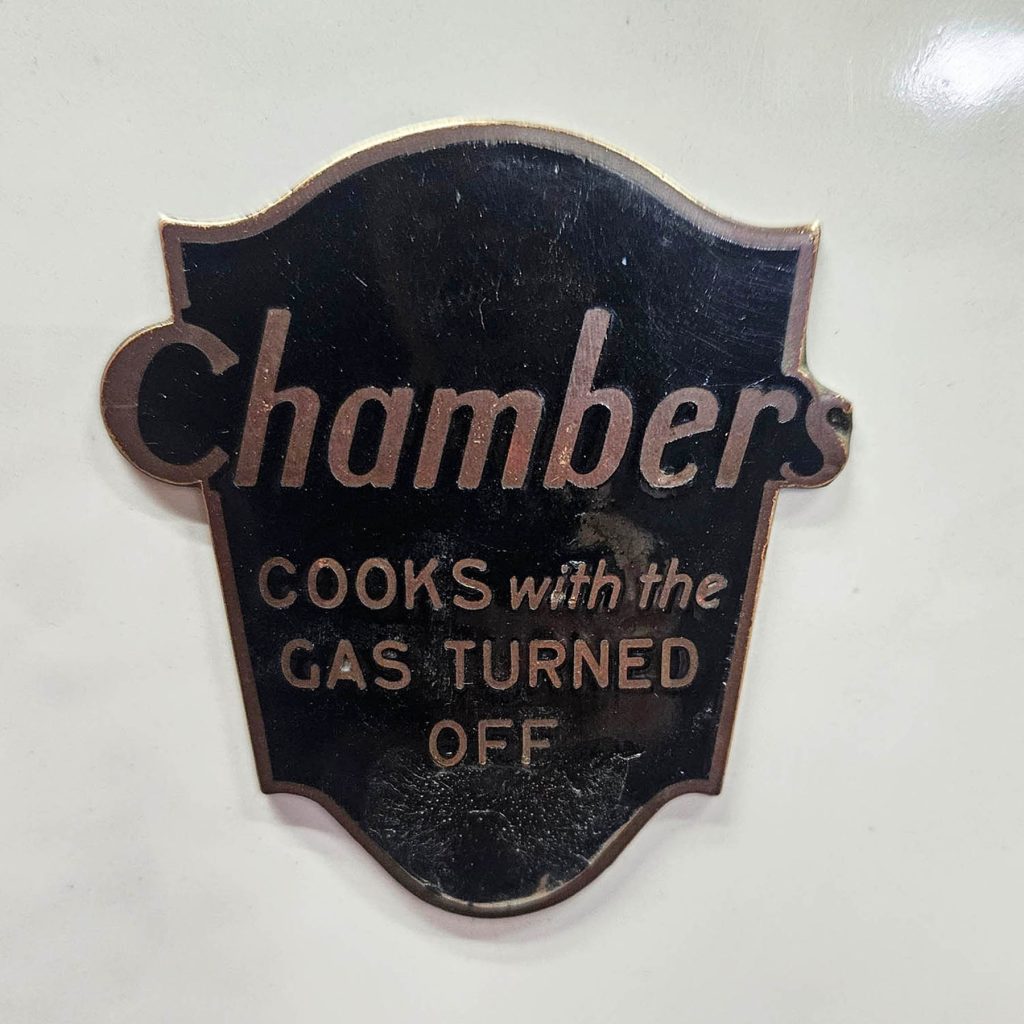 Chambers
COOKS with the
GAS TURNED
OFF